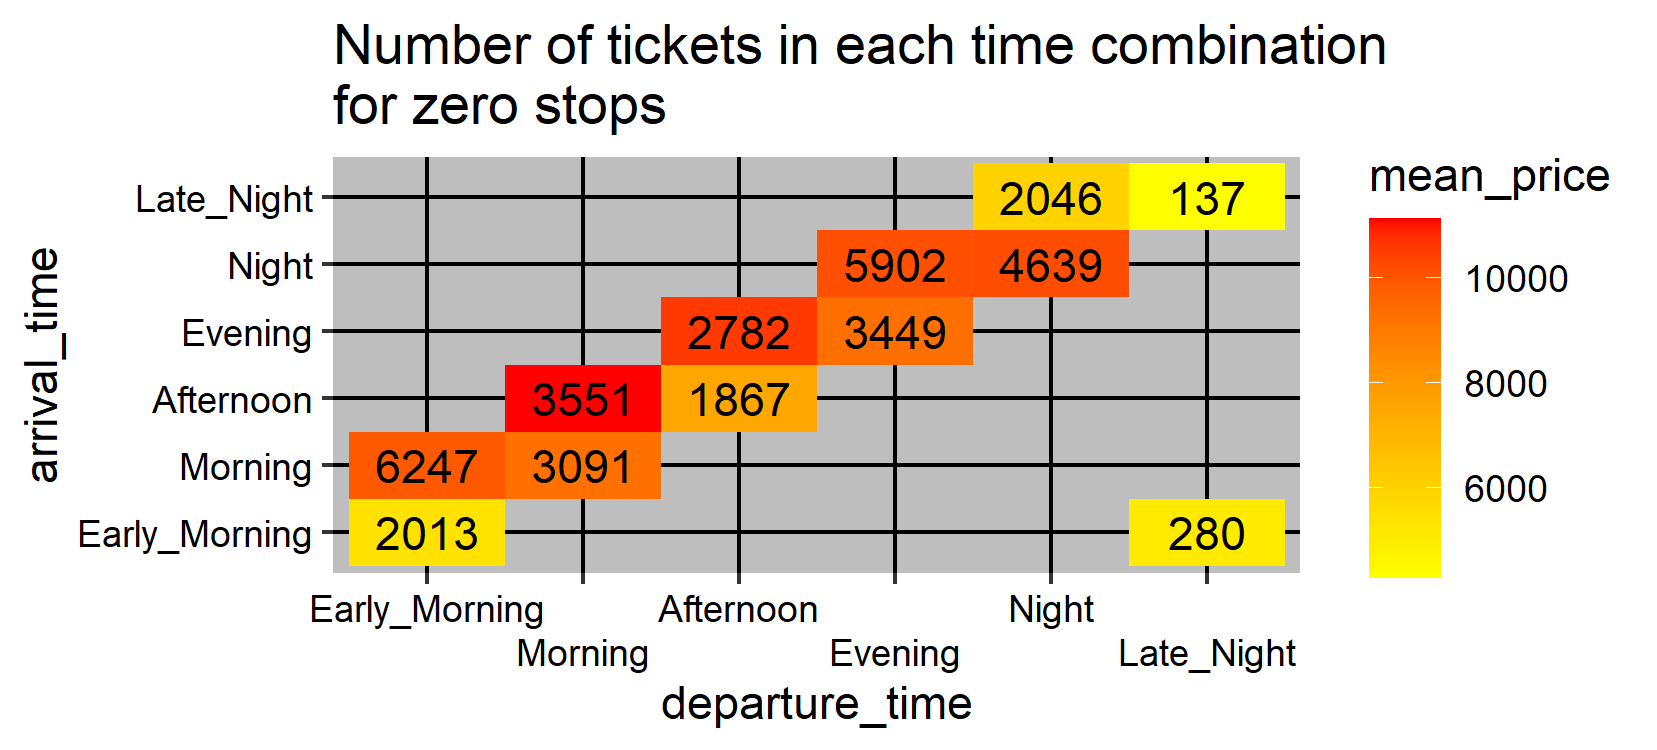 Number of tickets in each time combination
for zero stops
arrival_time
Late_Night
2046 137
Night
5902 4639
Evening
2782 3449
Afternoon
3551 1867
Morning
6247 3091
Early_Morning
2013 280
Early_Morning Afternoon Night
Morning Evening Late_Night
departure_time
mean_price
10000
8000
6000